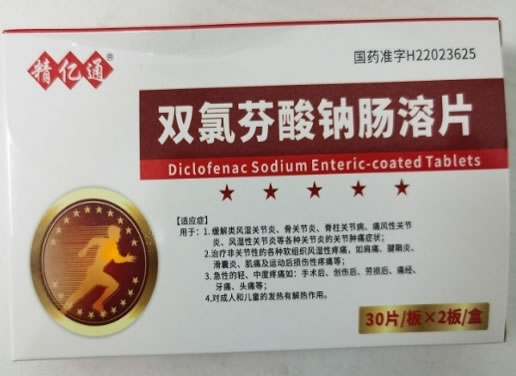 精亿通®
国药准字H22023625
双氯芬酸钠肠溶片
Diclofenac Sodium Enteric-coated Tablets
【适应症】
用于：1.缓解类风湿关节炎、骨关节炎、脊柱关节病、痛风性关节
炎、风湿性关节炎等各种关节炎的关节肿痛症状；
2.治疗非关节性的各种软组织风湿性疼痛，如肩痛、腱鞘炎、
滑囊炎、肌痛及运动后损伤性疼痛等；
3.急性的轻、中度疼痛如：手术后、创伤后、劳损后、痛经、
牙痛、头痛等；
4.对成人和儿童的发热有解热作用。
30片/板×2板/盒